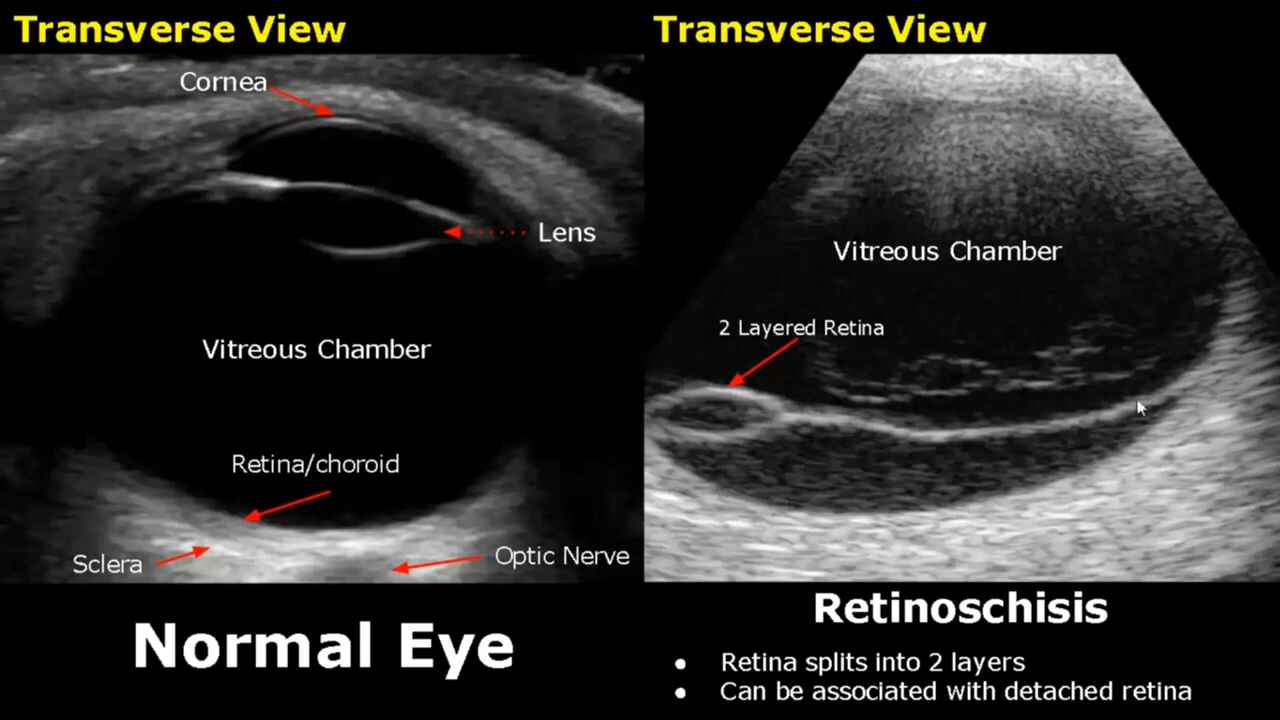 Transverse View
Cornea
Lens
Vitreous Chamber
Retina/choroid
Sclera
Optic Nerve
Normal Eye
Transverse View
Vitreous Chamber
2 Layered Retina
Retinoschisis
• Retina splits into 2 layers
• Can be associated with detached retina